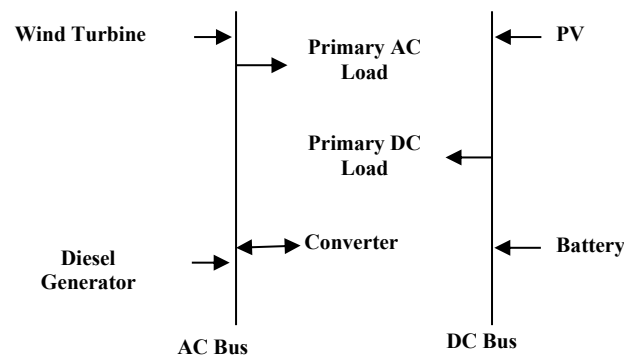 Wind Turbine
Primary AC
Load
PV
Primary DC
Load
Converter
Battery
Diesel
Generator
AC Bus
DC Bus